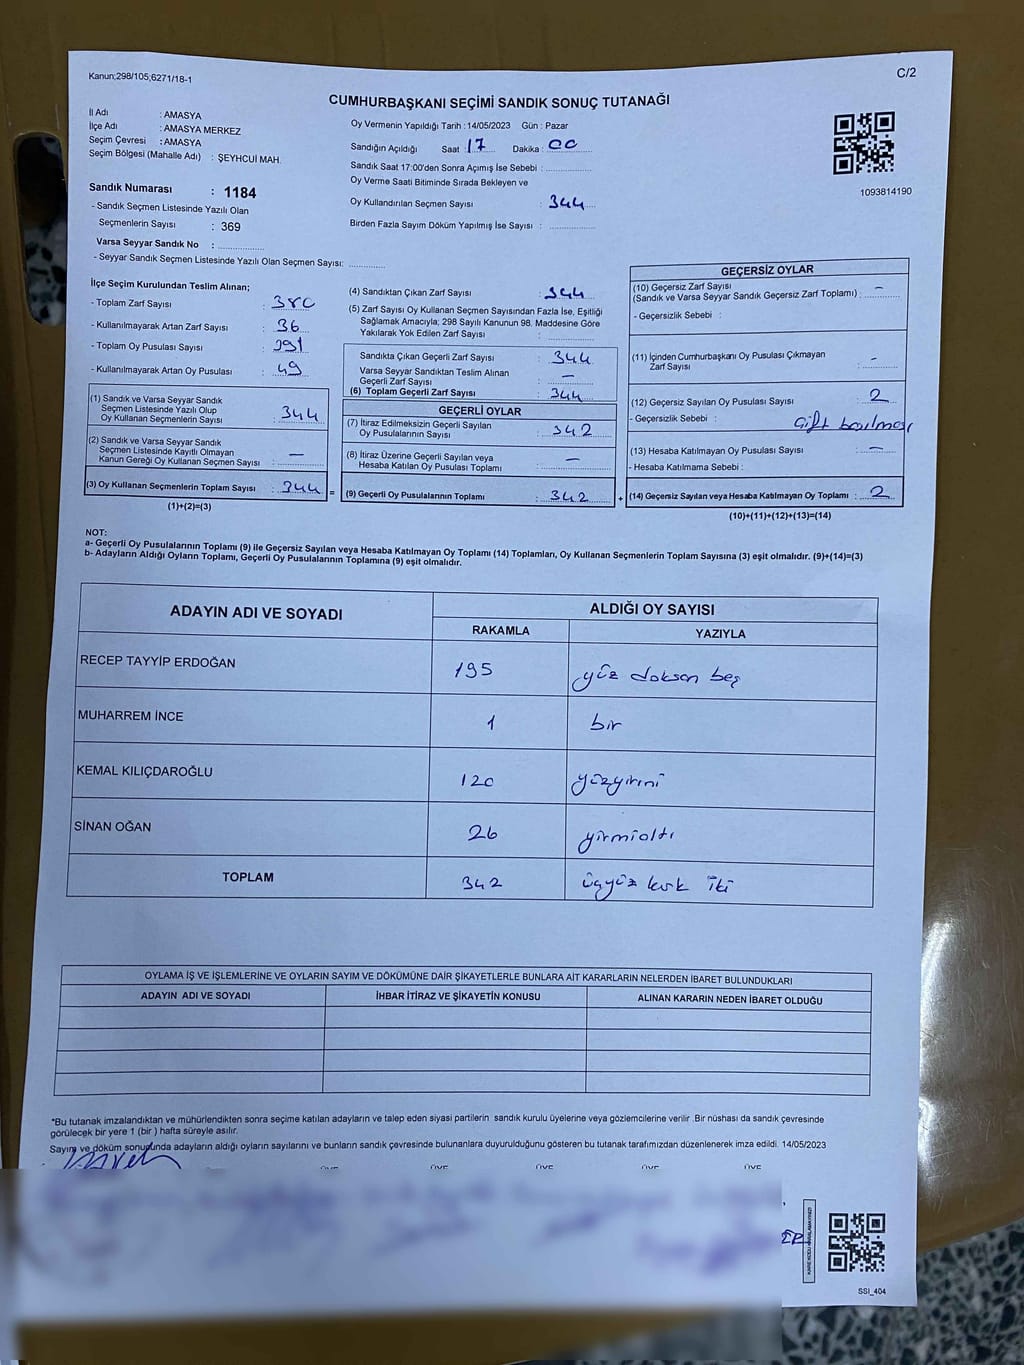 Kanun;298/105;6271/18-1
C/2
CUMHURBAŞKANI SEÇİMİ SANDIK SONUÇ TUTANAĞI
İl Adı : AMASYA
İlçe Adı : AMASYA MERKEZ
Seçim Çevresi : AMASYA
Seçim Bölgesi (Mahalle Adı) : ŞEYHCUİ MAH.
Sandık Numarası : 1184
- Sandık Seçmen Listesinde Yazılı Olan
Seçmenlerin Sayısı : 369
Varsa Seyyar Sandık No :
- Seyyar Sandık Seçmen Listesinde Yazılı Olan Seçmen Sayısı:
Oy Vermenin Yapıldığı Tarih : 14/05/2023 Gün : Pazar
Sandığın Açıldığı Saat : 17 Dakika : 00
Sandık Saat 17:00'den Sonra Açımış İse Sebebi :
Oy Verme Saati Bitiminde Sırada Bekleyen ve
Oy Kullandırılan Seçmen Sayısı : 344
Birden Fazla Sayım Döküm Yapılmış İse Sayısı :
1093814190
İlçe Seçim Kurulundan Teslim Alınan;
- Toplam Zarf Sayısı : 380
- Kullanılmayarak Artan Zarf Sayısı : 36
- Toplam Oy Pusulası Sayısı : 391
- Kullanılmayarak Artan Oy Pusulası : 49
(1) Sandık ve Varsa Seyyar Sandık
Seçmen Listesinde Yazılı Olup
Oy Kullanan Seçmenlerin Sayısı : 344
(2) Sandık ve Varsa Seyyar Sandık
Seçmen Listesinde Kayıtlı Olmayan
Kanun Gereği Oy Kullanan Seçmen Sayısı : —
(3) Oy Kullanan Seçmenlerin Toplam Sayısı : 344 =
(1)+(2)=(3)
(4) Sandıktan Çıkan Zarf Sayısı : 344
(5) Zarf Sayısı Oy Kullanan Seçmen Sayısından Fazla İse, Eşitliği
Sağlamak Amacıyla; 298 Sayılı Kanunun 98. Maddesine Göre
Yakılarak Yok Edilen Zarf Sayısı :
Sandıkta Çıkan Geçerli Zarf Sayısı : 344
Varsa Seyyar Sandıktan Teslim Alınan
Geçerli Zarf Sayısı : —
(6) Toplam Geçerli Zarf Sayısı : 344
GEÇERLİ OYLAR
(7) İtiraz Edilmeksizin Geçerli Sayılan
Oy Pusulalarının Sayısı : 342
(8) İtiraz Üzerine Geçerli Sayılan veya
Hesaba Katılan Oy Pusulası Toplamı : —
(9) Geçerli Oy Pusulalarının Toplamı : 342 +
GEÇERSİZ OYLAR
(10) Geçersiz Zarf Sayısı
(Sandık ve Varsa Seyyar Sandık Geçersiz Zarf Toplamı) : —
- Geçersizlik Sebebi :
(11) İçinden Cumhurbaşkanı Oy Pusulası Çıkmayan
Zarf Sayısı : -
(12) Geçersiz Sayılan Oy Pusulası Sayısı : 2
- Geçersizlik Sebebi : Çift basılması
(13) Hesaba Katılmayan Oy Pusulası Sayısı : —
- Hesaba Katılmama Sebebi :
(14) Geçersiz Sayılan veya Hesaba Katılmayan Oy Toplamı : 2
(10)+(11)+(12)+(13)=(14)
NOT:
a- Geçerli Oy Pusulalarının Toplamı (9) ile Geçersiz Sayılan veya Hesaba Katılmayan Oy Toplamı (14) Toplamları, Oy Kullanan Seçmenlerin Toplam Sayısına (3) eşit olmalıdır. (9)+(14)=(3)
b- Adayların Aldığı Oyların Toplamı, Geçerli Oy Pusulalarının Toplamına (9) eşit olmalıdır.
ADAYIN ADI VE SOYADI ALDIĞI OY SAYISI
RAKAMLA YAZIYLA
RECEP TAYYİP ERDOĞAN 195 yüz doksan beş
MUHARREM İNCE 1 bir
KEMAL KILIÇDAROĞLU 120 yüzyirmi
SİNAN OĞAN 26 yirmialtı
TOPLAM 342 üçyüz kırk iki
OYLAMA İŞ VE İŞLEMLERİNE VE OYLARIN SAYIM VE DÖKÜMÜNE DAİR ŞİKAYETLERLE BUNLARA AİT KARARLARIN NELERDEN İBARET BULUNDUKLARI
ADAYIN ADI VE SOYADI İHBAR İTİRAZ VE ŞİKAYETİN KONUSU ALINAN KARARIN NEDEN İBARET OLDUĞU
*Bu tutanak imzalandıktan ve mühürlendikten sonra seçime katılan adayların ve talep eden siyasi partilerin sandık kurulu üyelerine veya gözlemcilerine verilir .Bir nüshası da sandık çevresinde
görülecek bir yere 1 (bir) hafta süreyle asılır.
Sayım ve döküm sonucunda adayların aldığı oyların sayılarını ve bunların sandık çevresinde bulunanlara duyurulduğunu gösteren bu tutanak tarafımızdan düzenlenerek imza edildi. 14/05/2023
ÜYE ÜYE ÜYE ÜYE ÜYE
SSI_404